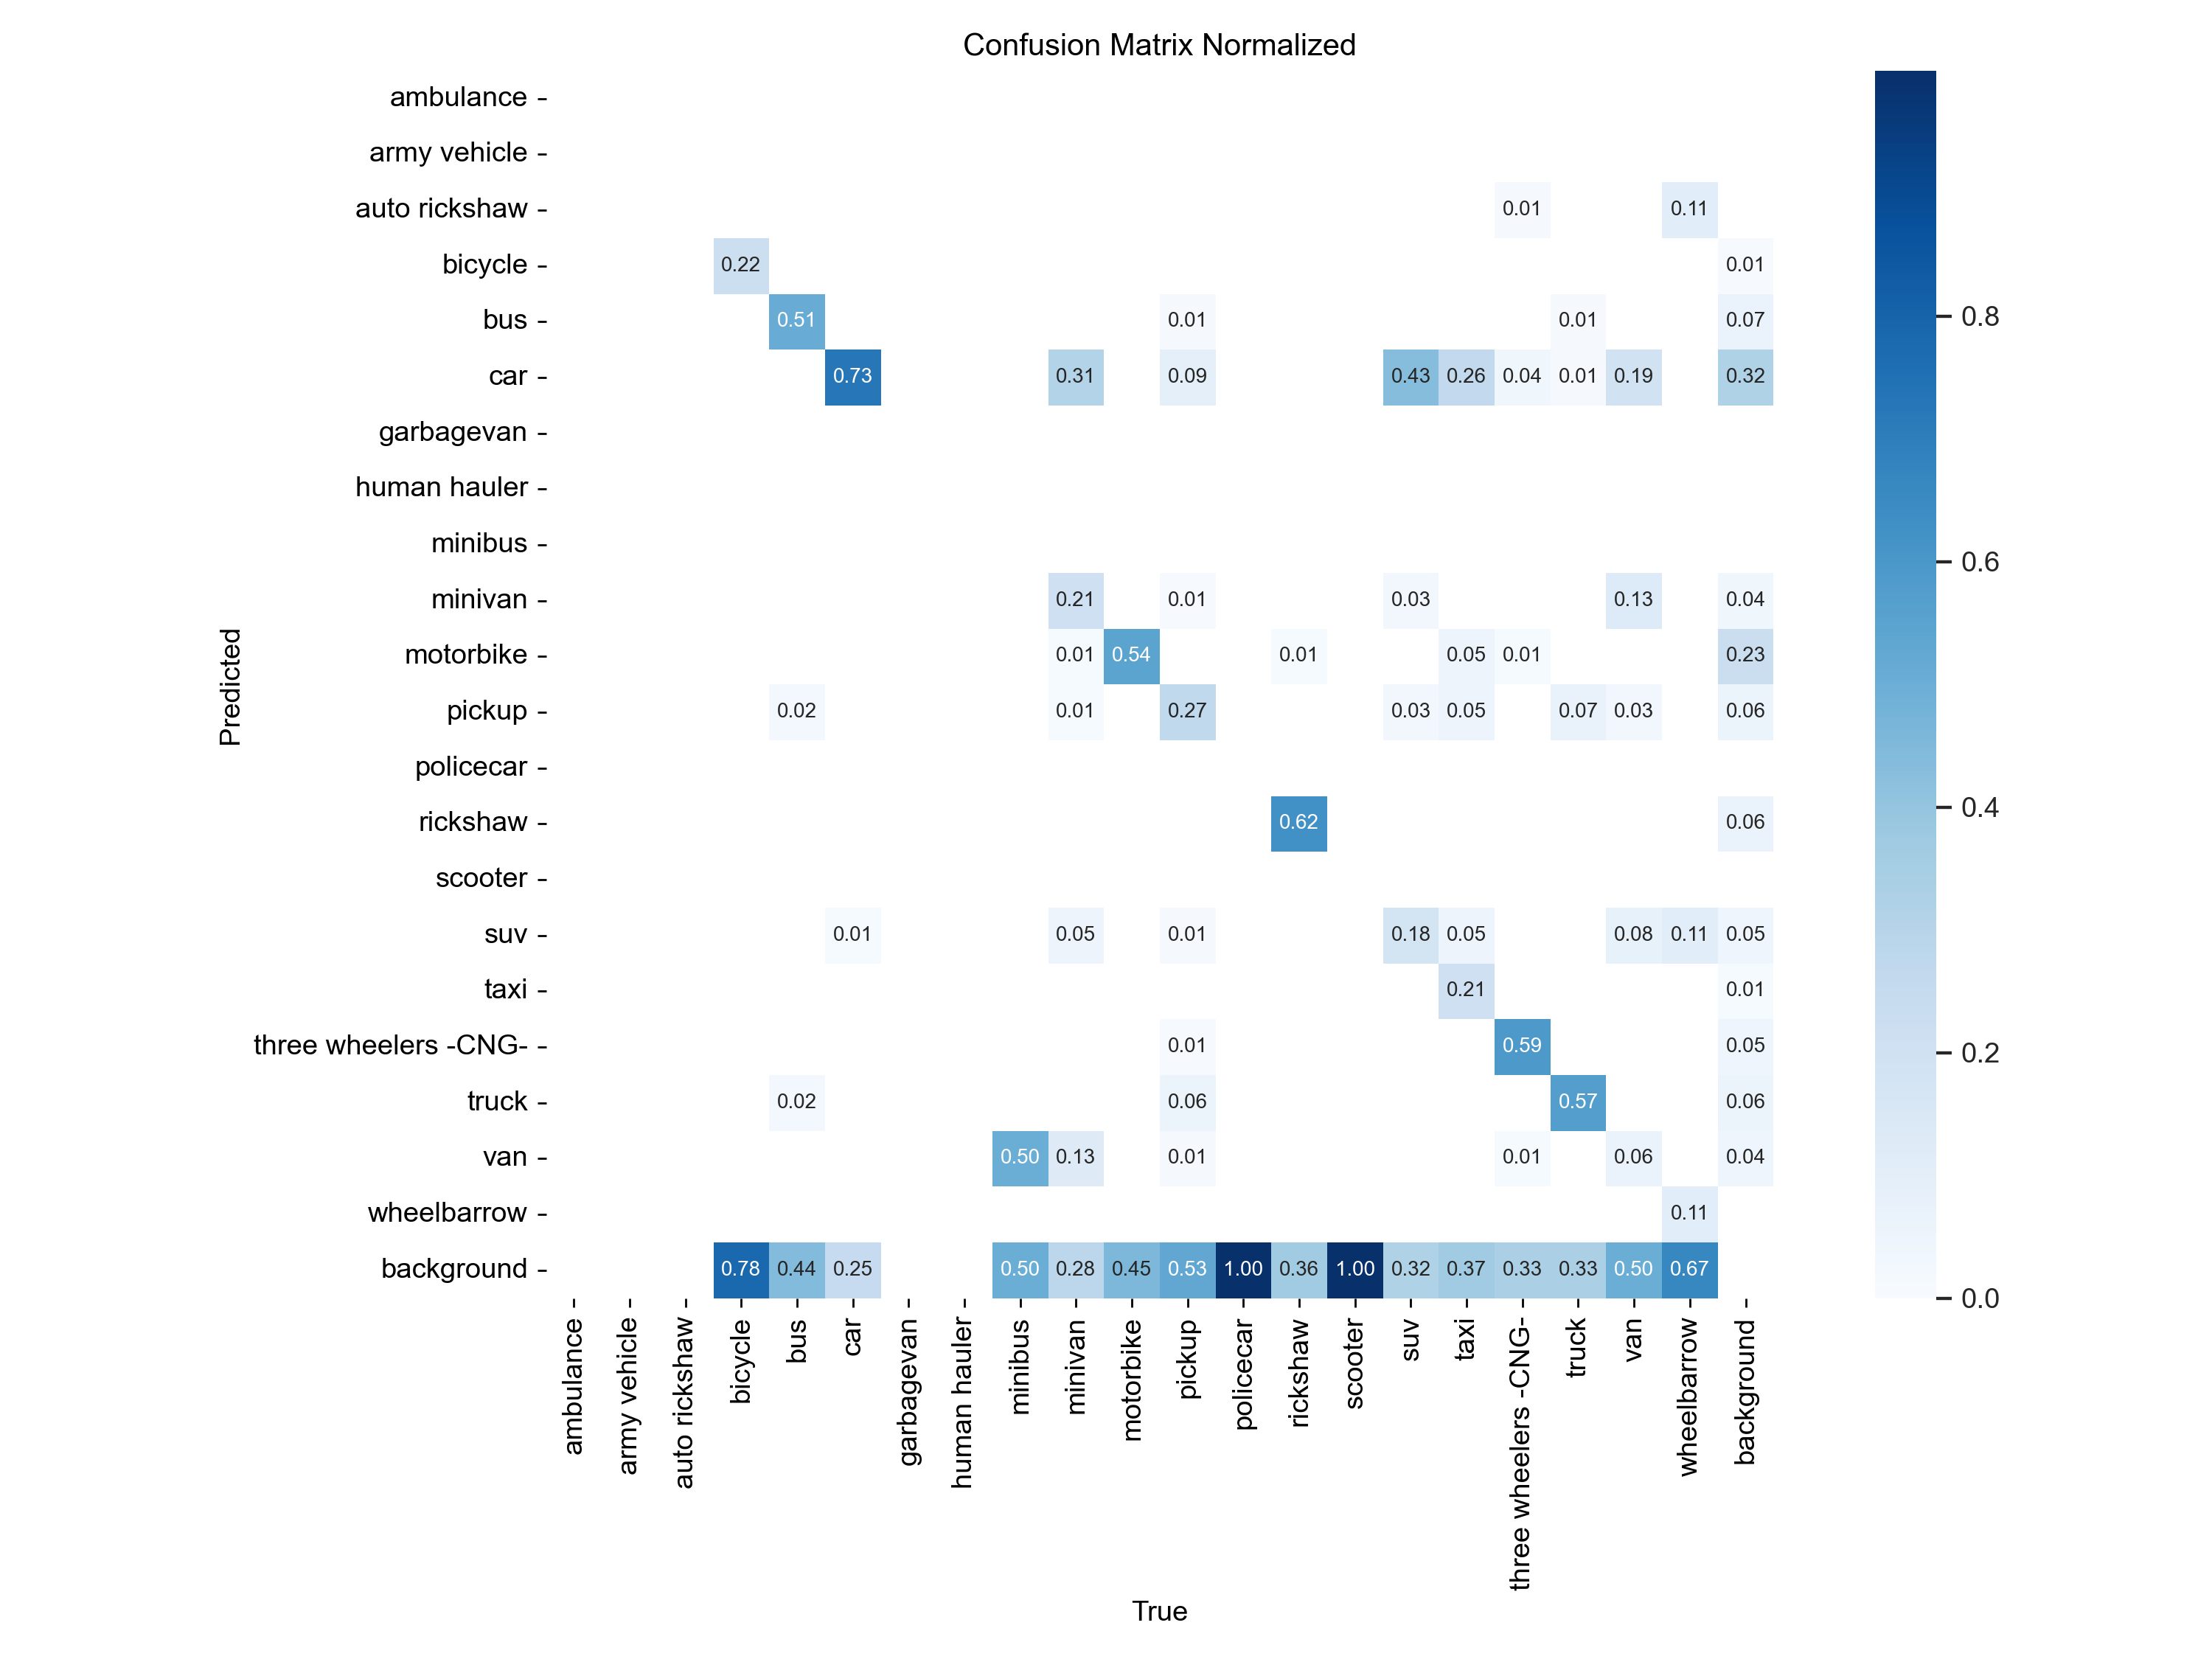 Confusion Matrix Normalized
ambulance
army vehicle
auto rickshaw 0.01 0.11
bicycle 0.22 0.01
bus 0.51 0.01 0.01 0.07
car 0.73 0.31 0.09 0.43 0.26 0.04 0.01 0.19 0.32
garbagevan
human hauler
minibus
minivan 0.21 0.01 0.03 0.13 0.04
motorbike 0.01 0.54 0.01 0.05 0.01 0.23
pickup 0.02 0.01 0.27 0.03 0.05 0.07 0.03 0.06
policecar
rickshaw 0.62 0.06
scooter
suv 0.01 0.05 0.01 0.18 0.05 0.08 0.11 0.05
taxi 0.21 0.01
three wheelers -CNG- 0.01 0.59 0.05
truck 0.02 0.06 0.57 0.06
van 0.50 0.13 0.01 0.01 0.06 0.04
wheelbarrow 0.11
background 0.78 0.44 0.25 0.50 0.28 0.45 0.53 1.00 0.36 1.00 0.32 0.37 0.33 0.33 0.50 0.67
Predicted
ambulance
army vehicle
auto rickshaw
bicycle
bus
car
garbagevan
human hauler
minibus
minivan
motorbike
pickup
policecar
rickshaw
scooter
suv
taxi
three wheelers -CNG-
truck
van
wheelbarrow
background
True
0.8
0.6
0.4
0.2
0.0